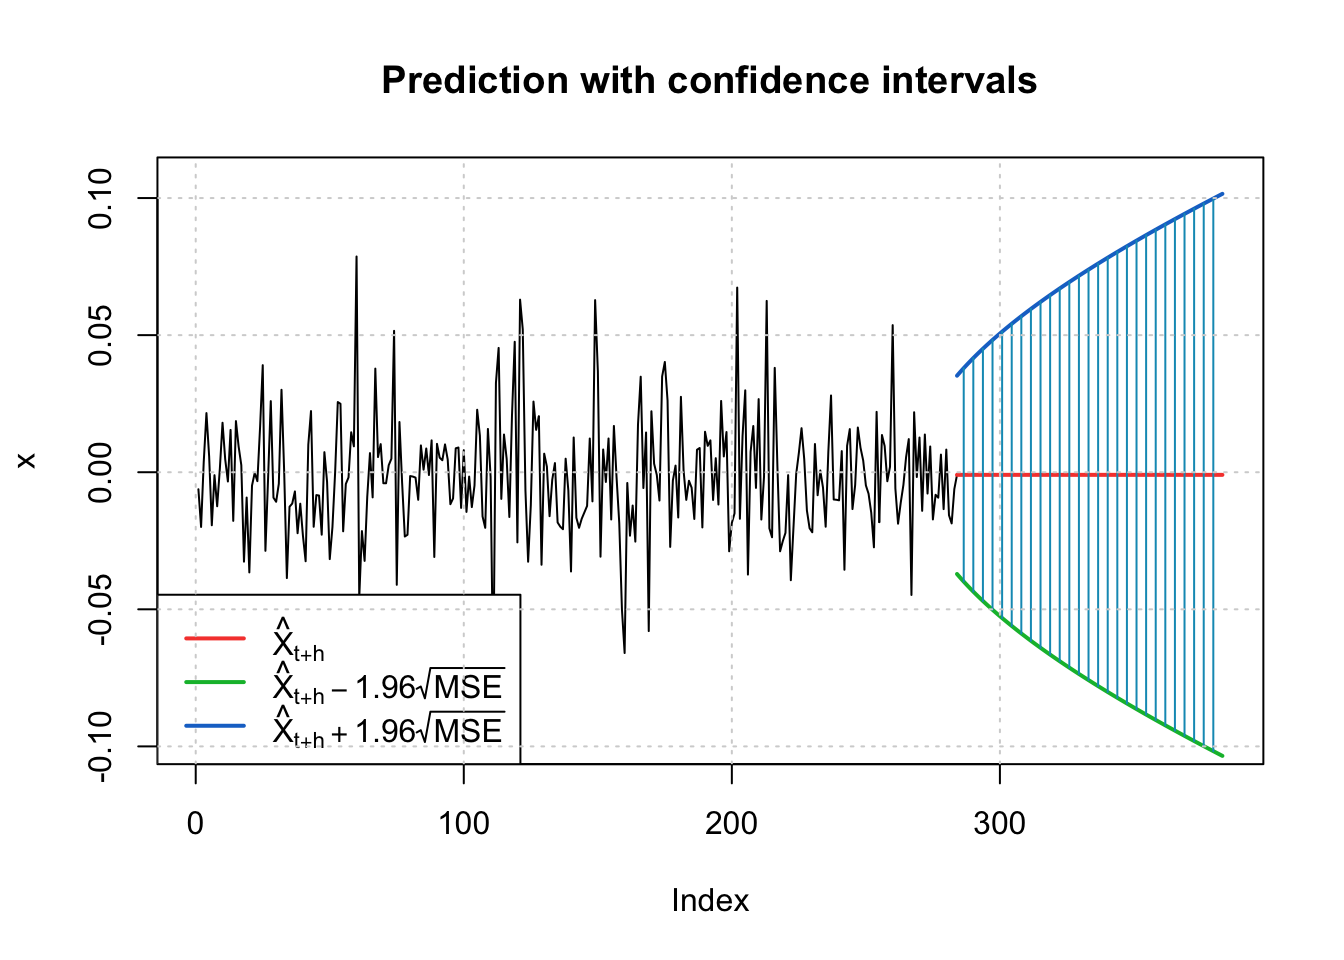 Prediction with confidence intervals
x
0.10
0.05
0.00
-0.05
-0.10
X̂t+h
X̂t+h − 1.96√MSE
X̂t+h + 1.96√MSE
0 100 200 300
Index